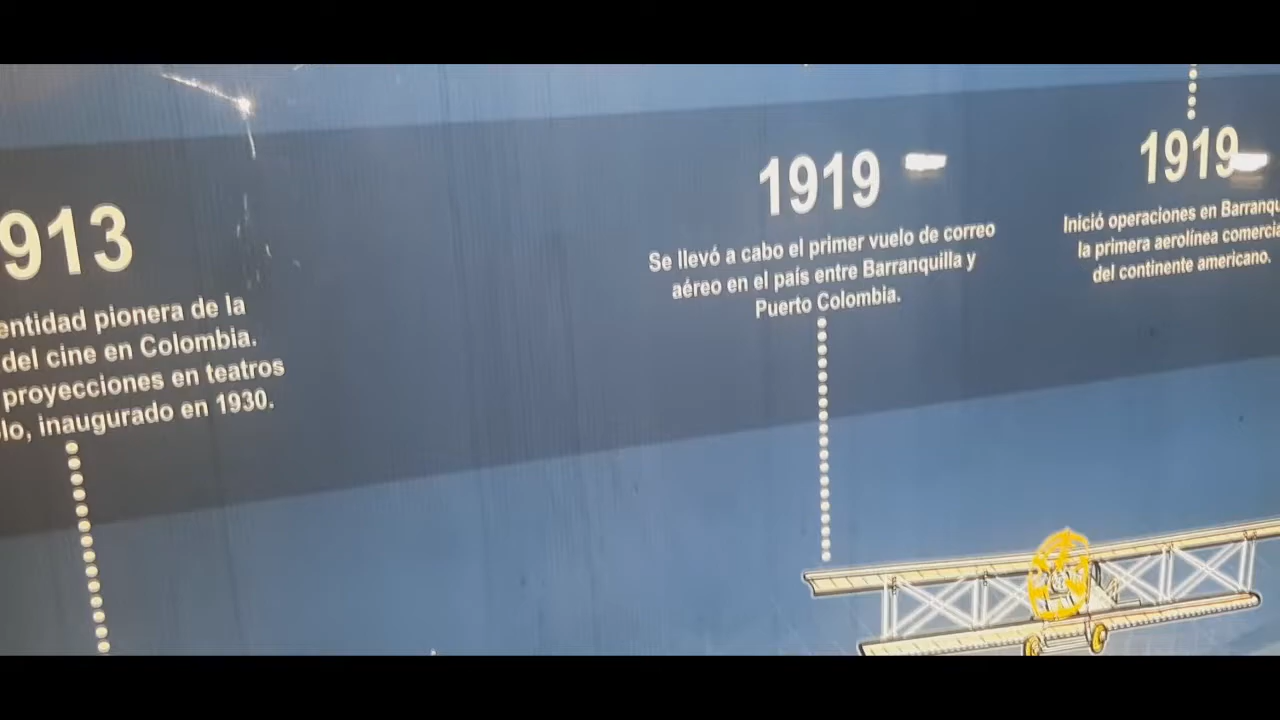 913
entidad pionera de la
del cine en Colombia.
proyecciones en teatros
lo, inaugurado en 1930.
1919
Se llevó a cabo el primer vuelo de correo
aéreo en el país entre Barranquilla y
Puerto Colombia.
1919
Inició operaciones en Barranqu
la primera aerolínea comercia
del continente americano.